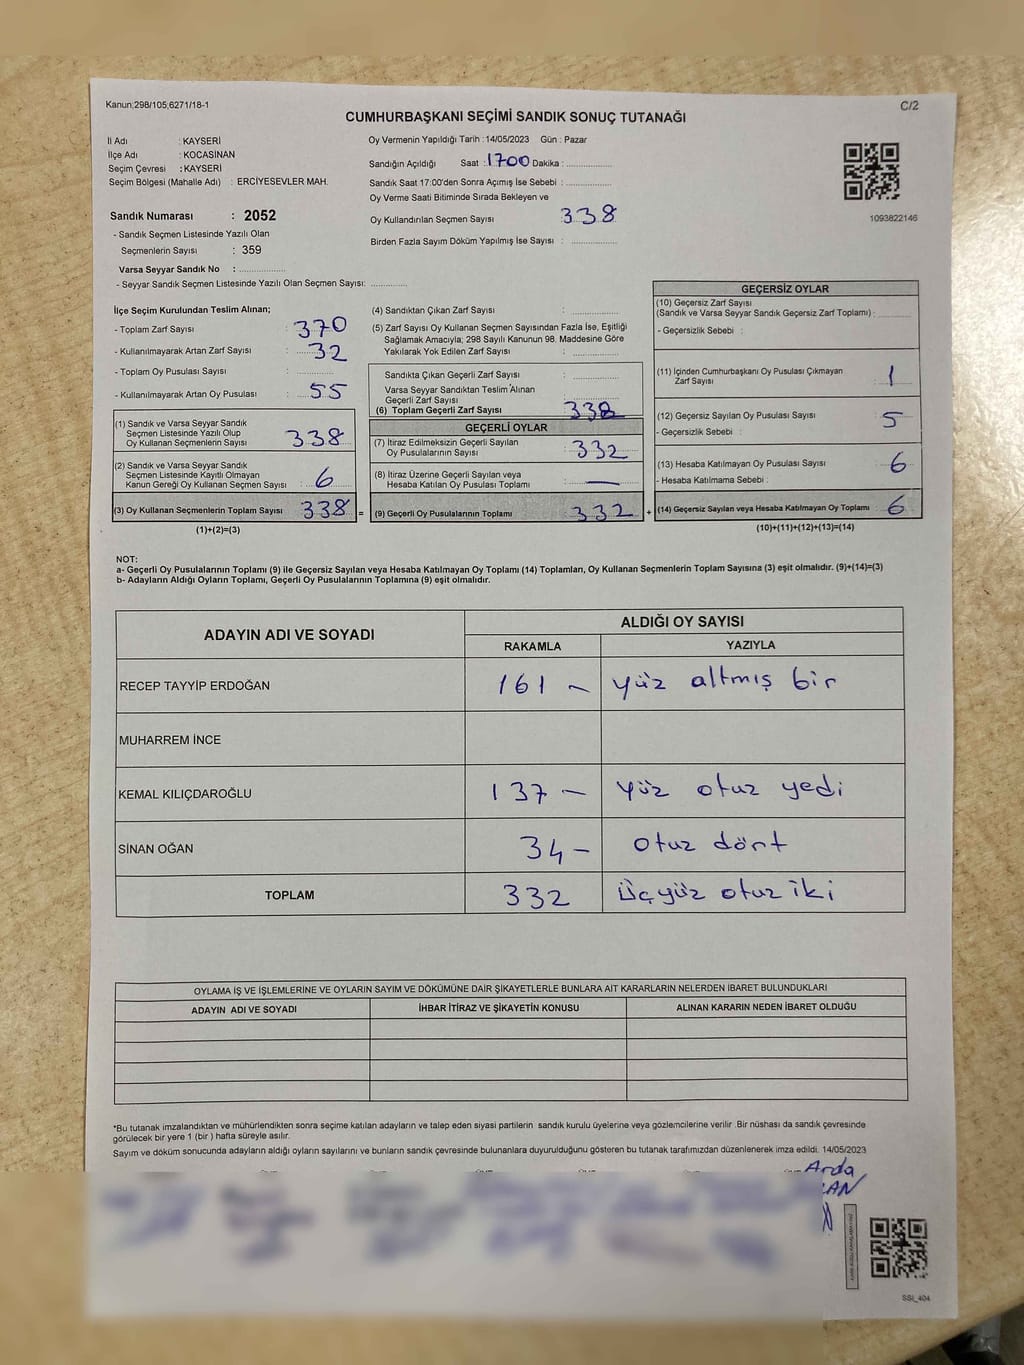 Kanun;298/105;6271/18-1
C/2
CUMHURBAŞKANI SEÇİMİ SANDIK SONUÇ TUTANAĞI
İl Adı : KAYSERİ
İlçe Adı : KOCASİNAN
Seçim Çevresi : KAYSERİ
Seçim Bölgesi (Mahalle Adı) : ERCİYESEVLER MAH.
Oy Vermenin Yapıldığı Tarih : 14/05/2023 Gün : Pazar
Sandığın Açıldığı Saat : 1700 Dakika : ..............
Sandık Saat 17:00'den Sonra Açımış İse Sebebi : ..............
Oy Verme Saati Bitiminde Sırada Bekleyen ve
Oy Kullandırılan Seçmen Sayısı 338
Birden Fazla Sayım Döküm Yapılmış İse Sayısı : ..............
1093822146
Sandık Numarası : 2052
- Sandık Seçmen Listesinde Yazılı Olan
Seçmenlerin Sayısı : 359
Varsa Seyyar Sandık No : ..............
- Seyyar Sandık Seçmen Listesinde Yazılı Olan Seçmen Sayısı: ..............
İlçe Seçim Kurulundan Teslim Alınan;
- Toplam Zarf Sayısı : 370
- Kullanılmayarak Artan Zarf Sayısı : 32
- Toplam Oy Pusulası Sayısı : ..............
- Kullanılmayarak Artan Oy Pusulası : 55
(1) Sandık ve Varsa Seyyar Sandık
Seçmen Listesinde Yazılı Olup
Oy Kullanan Seçmenlerin Sayısı : 338
(2) Sandık ve Varsa Seyyar Sandık
Seçmen Listesinde Kayıtlı Olmayan
Kanun Gereği Oy Kullanan Seçmen Sayısı : 6
(3) Oy Kullanan Seçmenlerin Toplam Sayısı : 338 =
(1)+(2)=(3)
(4) Sandıktan Çıkan Zarf Sayısı : ..............
(5) Zarf Sayısı Oy Kullanan Seçmen Sayısından Fazla İse, Eşitliği
Sağlamak Amacıyla; 298 Sayılı Kanunun 98. Maddesine Göre
Yakılarak Yok Edilen Zarf Sayısı : ..............
Sandıkta Çıkan Geçerli Zarf Sayısı : ..............
Varsa Seyyar Sandıktan Teslim Alınan
Geçerli Zarf Sayısı : ..............
(6) Toplam Geçerli Zarf Sayısı : 338
GEÇERLİ OYLAR
(7) İtiraz Edilmeksizin Geçerli Sayılan
Oy Pusulalarının Sayısı : 332
(8) İtiraz Üzerine Geçerli Sayılan veya
Hesaba Katılan Oy Pusulası Toplamı : —
(9) Geçerli Oy Pusulalarının Toplamı : 332 +
GEÇERSİZ OYLAR
(10) Geçersiz Zarf Sayısı
(Sandık ve Varsa Seyyar Sandık Geçersiz Zarf Toplamı) : ..............
- Geçersizlik Sebebi :
(11) İçinden Cumhurbaşkanı Oy Pusulası Çıkmayan
Zarf Sayısı : 1
(12) Geçersiz Sayılan Oy Pusulası Sayısı : 5
- Geçersizlik Sebebi :
(13) Hesaba Katılmayan Oy Pusulası Sayısı : 6
- Hesaba Katılmama Sebebi :
(14) Geçersiz Sayılan veya Hesaba Katılmayan Oy Toplamı : 6
(10)+(11)+(12)+(13)=(14)
NOT:
a- Geçerli Oy Pusulalarının Toplamı (9) ile Geçersiz Sayılan veya Hesaba Katılmayan Oy Toplamı (14) Toplamları, Oy Kullanan Seçmenlerin Toplam Sayısına (3) eşit olmalıdır. (9)+(14)=(3)
b- Adayların Aldığı Oyların Toplamı, Geçerli Oy Pusulalarının Toplamına (9) eşit olmalıdır.
ADAYIN ADI VE SOYADI ALDIĞI OY SAYISI
RAKAMLA YAZIYLA
RECEP TAYYİP ERDOĞAN 161 – yüz altmış bir
MUHARREM İNCE
KEMAL KILIÇDAROĞLU 137 – yüz otuz yedi
SİNAN OĞAN 34 – otuz dört
TOPLAM 332 Üçyüz otuz iki
OYLAMA İŞ VE İŞLEMLERİNE VE OYLARIN SAYIM VE DÖKÜMÜNE DAİR ŞİKAYETLERLE BUNLARA AİT KARARLARIN NELERDEN İBARET BULUNDUKLARI
ADAYIN ADI VE SOYADI İHBAR İTİRAZ VE ŞİKAYETİN KONUSU ALINAN KARARIN NEDEN İBARET OLDUĞU
*Bu tutanak imzalandıktan ve mühürlendikten sonra seçime katılan adayların ve talep eden siyasi partilerin sandık kurulu üyelerine veya gözlemcilerine verilir .Bir nüshası da sandık çevresinde
görülecek bir yere 1 (bir ) hafta süreyle asılır.
Sayım ve döküm sonucunda adayların aldığı oyların sayılarını ve bunların sandık çevresinde bulunanlara duyurulduğunu gösteren bu tutanak tarafımızdan düzenlenerek imza edildi. 14/05/2023
Arda
SSI_404